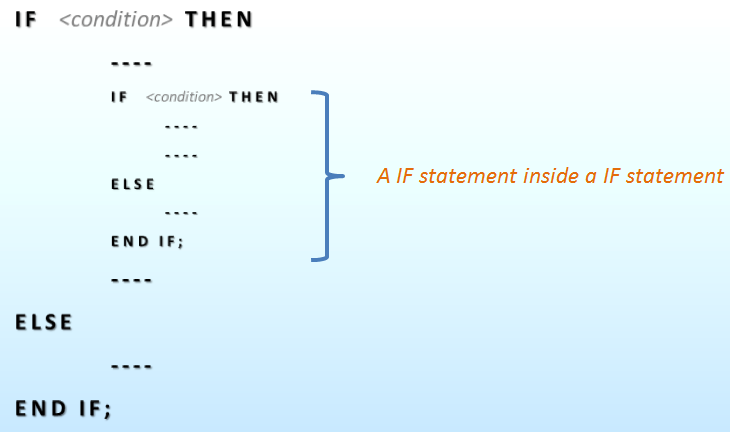 IF <condition> THEN
----
IF <condition> THEN
----
----
ELSE
----
END IF;
----
ELSE
----
END IF;
A IF statement inside a IF statement